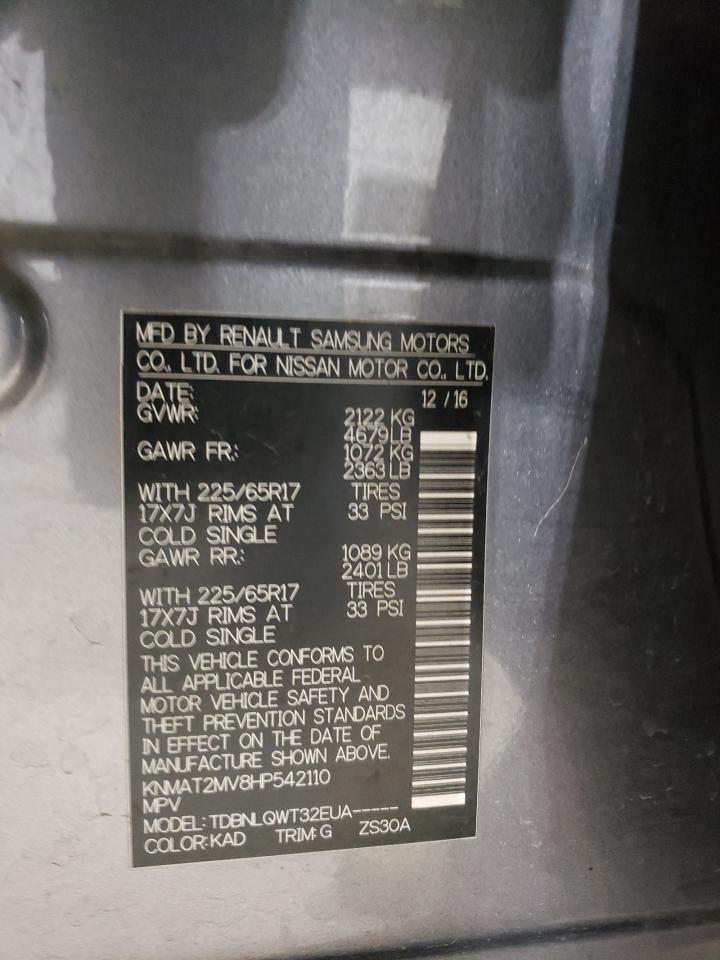 MFD BY RENAULT SAMSUNG MOTORS
CO., LTD. FOR NISSAN MOTOR CO., LTD.
DATE: 12 / 16
GVWR: 2122 KG
4679 LB
GAWR FR.: 1072 KG
2363 LB
WITH 225/65R17 TIRES
17X7J RIMS AT 33 PSI
COLD SINGLE
GAWR RR.: 1089 KG
2401 LB
WITH 225/65R17 TIRES
17X7J RIMS AT 33 PSI
COLD SINGLE
THIS VEHICLE CONFORMS TO
ALL APPLICABLE FEDERAL
MOTOR VEHICLE SAFETY AND
THEFT PREVENTION STANDARDS
IN EFFECT ON THE DATE OF
MANUFACTURE SHOWN ABOVE.
KNMAT2MV8HP542110
MPV
MODEL: TDBNLQWT32EUA-----
COLOR: KAD TRIM: G ZS30A